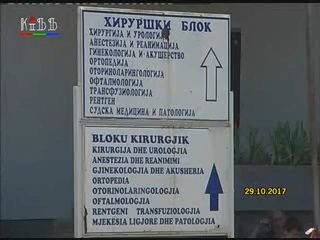 КТВВ
ХИРУРШКИ БЛОК
ХИРУРГИЈА И УРОЛОГИЈА
АНЕСТЕЗИЈА И РЕАНИМАЦИЈА
ГИНЕКОЛОГИЈА И АКУШЕРСТВО
ОРТОПЕДИЈА
ОТОРИНОЛАРИНГОЛОГИЈА
ОФТАЛМОЛОГИЈА
ТРАНСФУЗИОЛОГИЈА
РЕНТГЕН
СУДСКА МЕДИЦИНА И ПАТОЛОГИЈА
BLOKU KIRURGJIK
KIRURGJIA DHE UROLOGJIA
ANESTEZIA DHE REANIMIMI
GJINEKOLOGJIA DHE AKUSHERIA
ORTOPEDIA
OTORINOLARINGOLOGJIA
OFTALMOLOGJIA
RENTGENI TRANSFUZIOLOGJIA
MJEKËSIA LIGJORE DHE PATOLOGJIA
29.10.2017